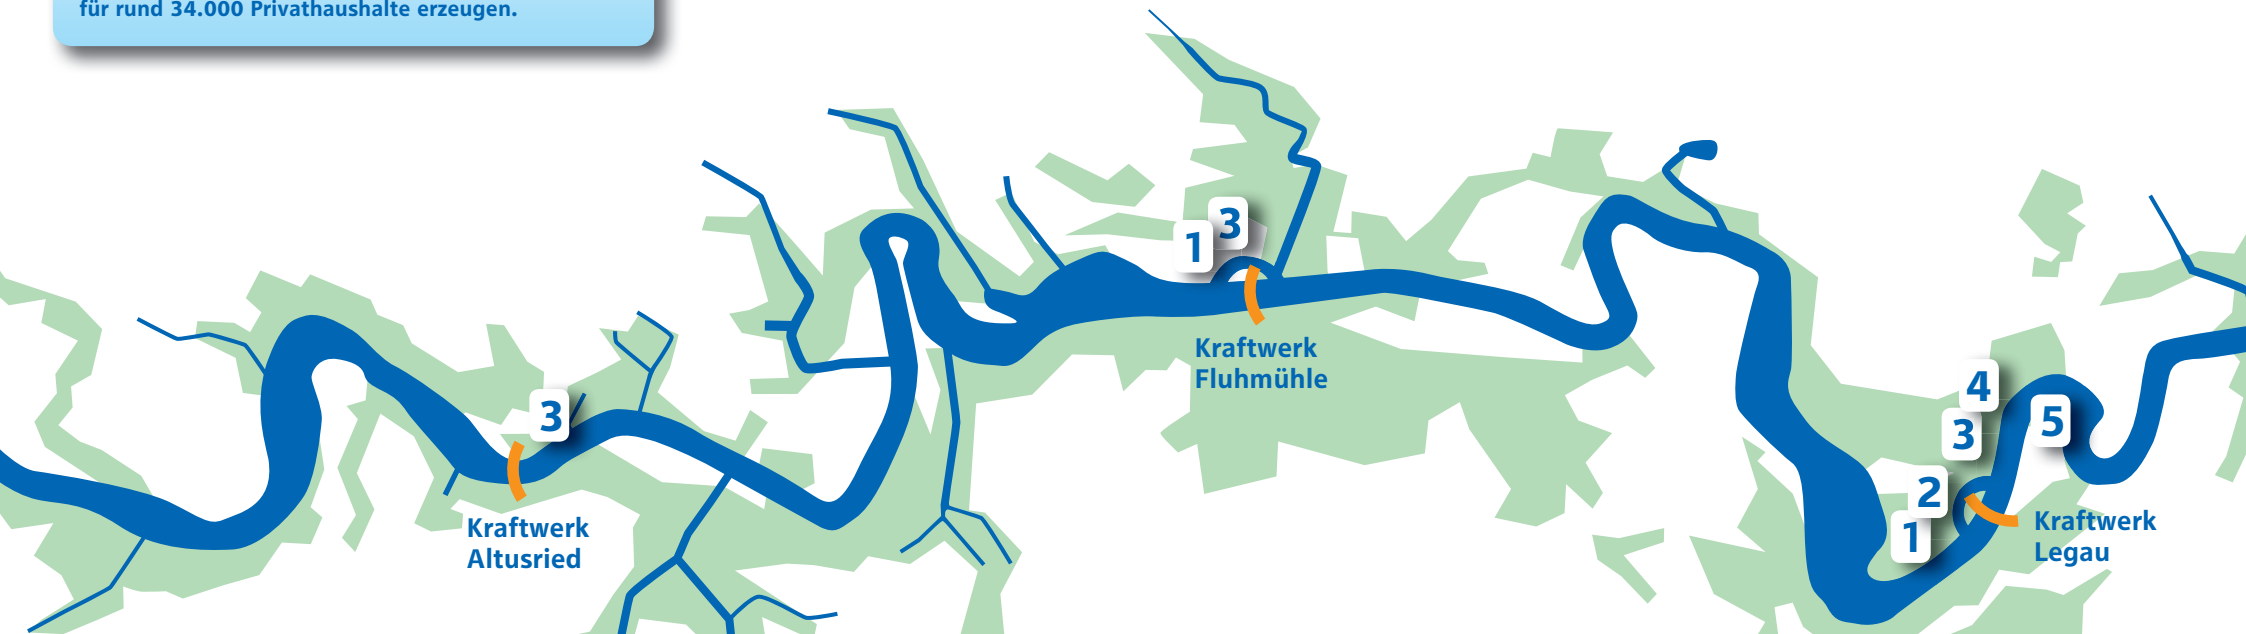 für rund 34.000 Privathaushalte erzeugen.
3
1
Kraftwerk
Fluhmühle
3
Kraftwerk
Altusried
4
5
3
2
1
Kraftwerk
Legau